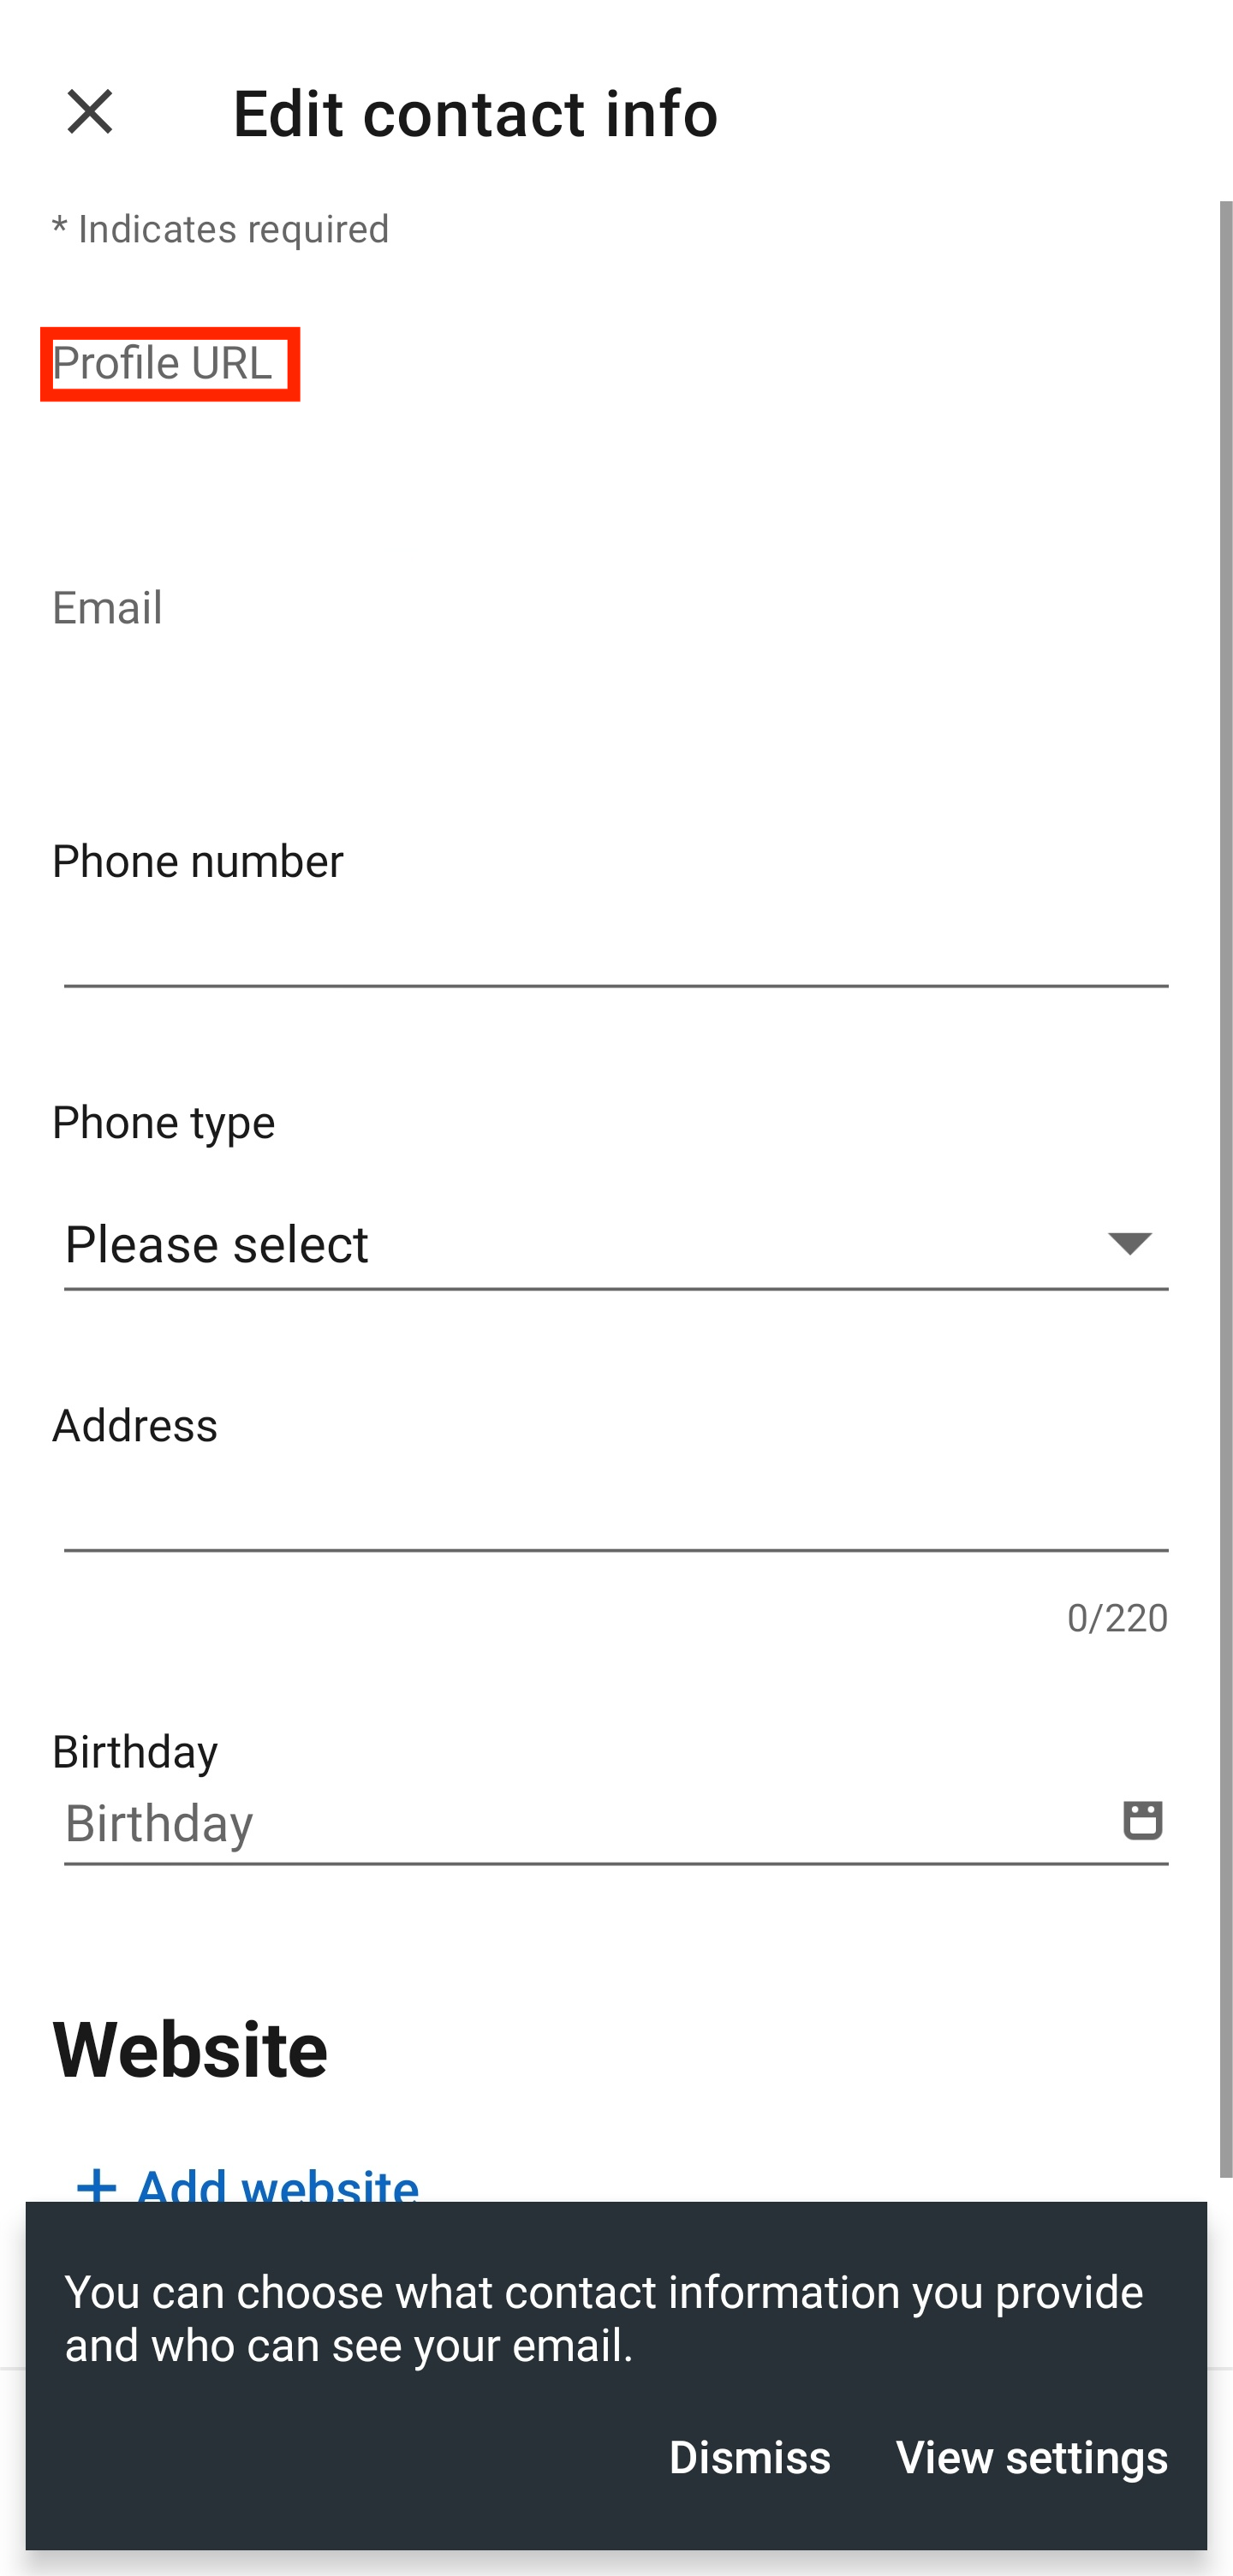 Edit contact info
* Indicates required
Profile URL
Email
Phone number
Phone type
Please select
Address
0/220
Birthday
Birthday
Website
+ Add website
You can choose what contact information you provide
and who can see your email.
Dismiss View settings